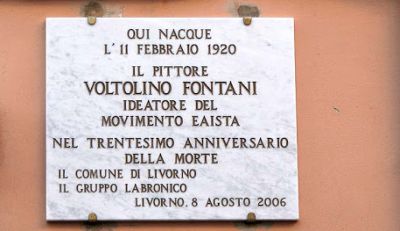 QUI NACQUE
L'11 FEBBRAIO 1920
IL PITTORE
VOLTOLINO FONTANI
IDEATORE DEL
MOVIMENTO EAISTA
NEL TRENTESIMO ANNIVERSARIO
DELLA MORTE
IL COMUNE DI LIVORNO
IL GRUPPO LABRONICO
LIVORNO, 8 AGOSTO 2006